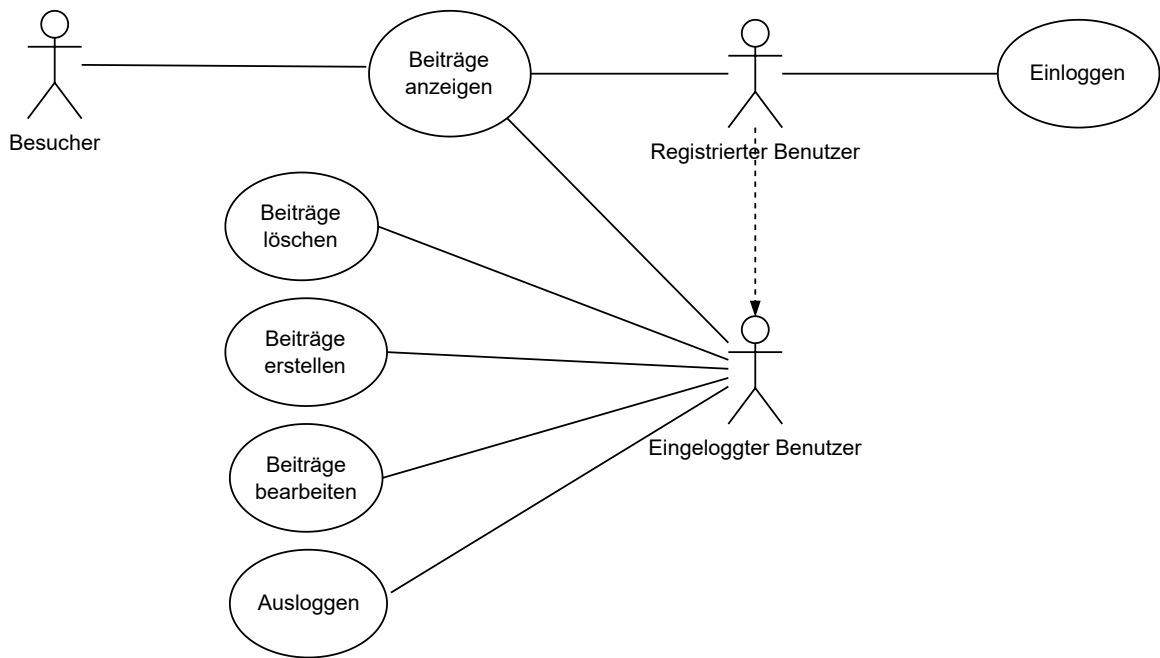 Beiträge
anzeigen
Einloggen
Besucher
Registrierter Benutzer
Beiträge
löschen
Beiträge
erstellen
Eingeloggter Benutzer
Beiträge
bearbeiten
Ausloggen